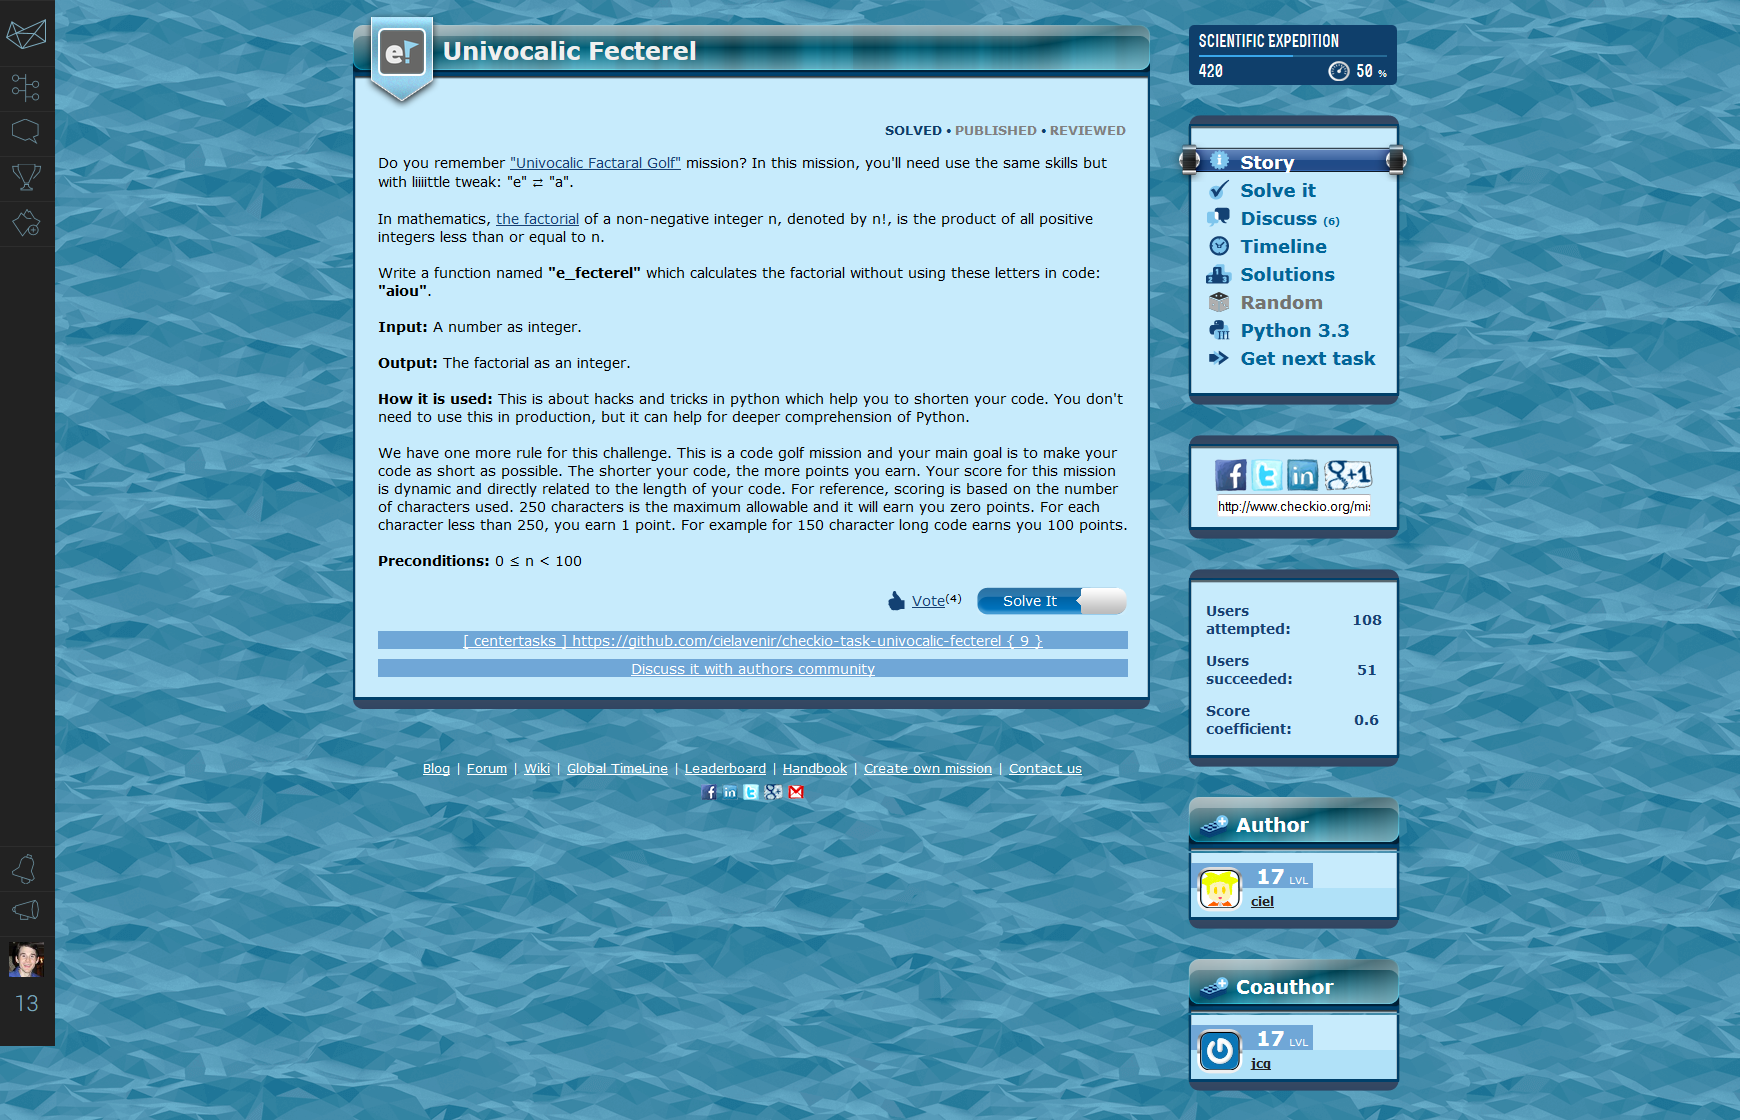 e!
Univocalic Fecterel
SOLVED • PUBLISHED • REVIEWED
Do you remember "Univocalic Factaral Golf" mission? In this mission, you'll need use the same skills but
with liiiittle tweak: "e" ⇄ "a".
In mathematics, the factorial of a non-negative integer n, denoted by n!, is the product of all positive
integers less than or equal to n.
Write a function named "e_fecterel" which calculates the factorial without using these letters in code:
"aiou".
Input: A number as integer.
Output: The factorial as an integer.
How it is used: This is about hacks and tricks in python which help you to shorten your code. You don't
need to use this in production, but it can help for deeper comprehension of Python.
We have one more rule for this challenge. This is a code golf mission and your main goal is to make your
code as short as possible. The shorter your code, the more points you earn. Your score for this mission
is dynamic and directly related to the length of your code. For reference, scoring is based on the number
of characters used. 250 characters is the maximum allowable and it will earn you zero points. For each
character less than 250, you earn 1 point. For example for 150 character long code earns you 100 points.
Preconditions: 0 ≤ n < 100
Vote(4)
Solve It
[ centertasks ] https://github.com/cielavenir/checkio-task-univocalic-fecterel { 9 }
Discuss it with authors community
Blog | Forum | Wiki | Global TimeLine | Leaderboard | Handbook | Create own mission | Contact us
SCIENTIFIC EXPEDITION
420 50 %
Story
Solve it
Discuss (6)
Timeline
Solutions
Random
Python 3.3
Get next task
f t in g+1
http://www.checkio.org/mis
Users
attempted: 108
Users
succeeded: 51
Score
coefficient: 0.6
Author
17 LVL
ciel
Coauthor
17 LVL
jcg
13